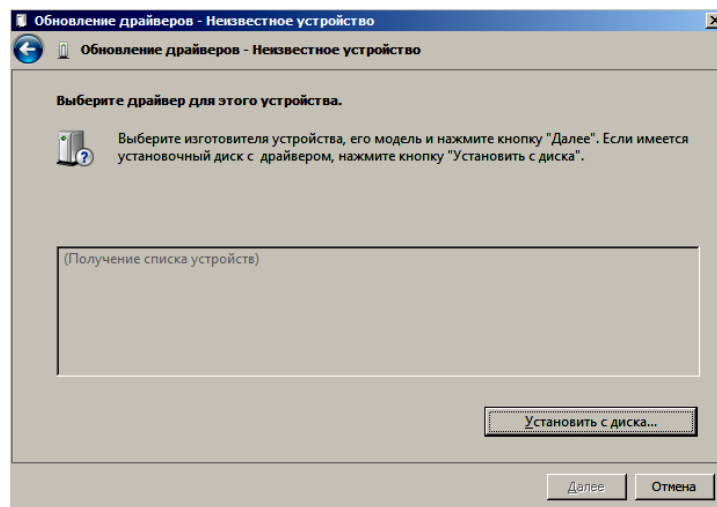 Обновление драйверов - Неизвестное устройство
Обновление драйверов - Неизвестное устройство
Выберите драйвер для этого устройства.
Выберите изготовителя устройства, его модель и нажмите кнопку "Далее". Если имеется
установочный диск с драйвером, нажмите кнопку "Установить с диска".
(Получение списка устройств)
Установить с диска...
Далее
Отмена